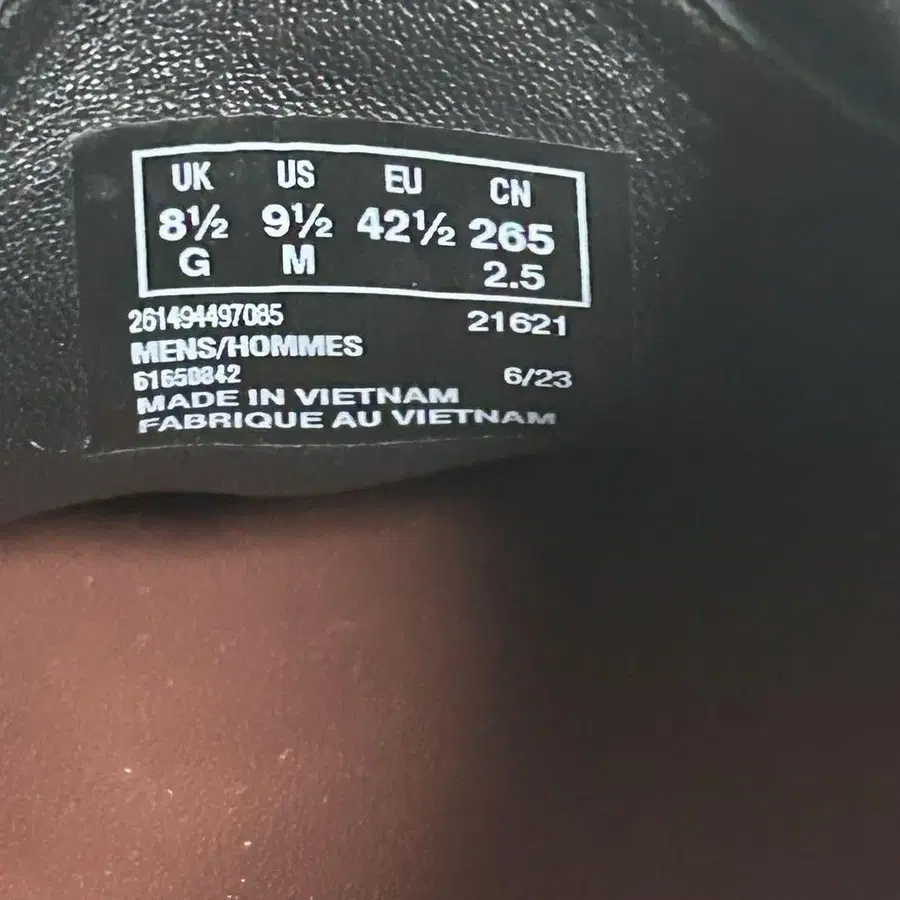 UK US EU CN
8½ 9½ 42½ 265
G M 2.5
261494497085 21621
MENS/HOMMES
61650842 6/23
MADE IN VIETNAM
FABRIQUE AU VIETNAM